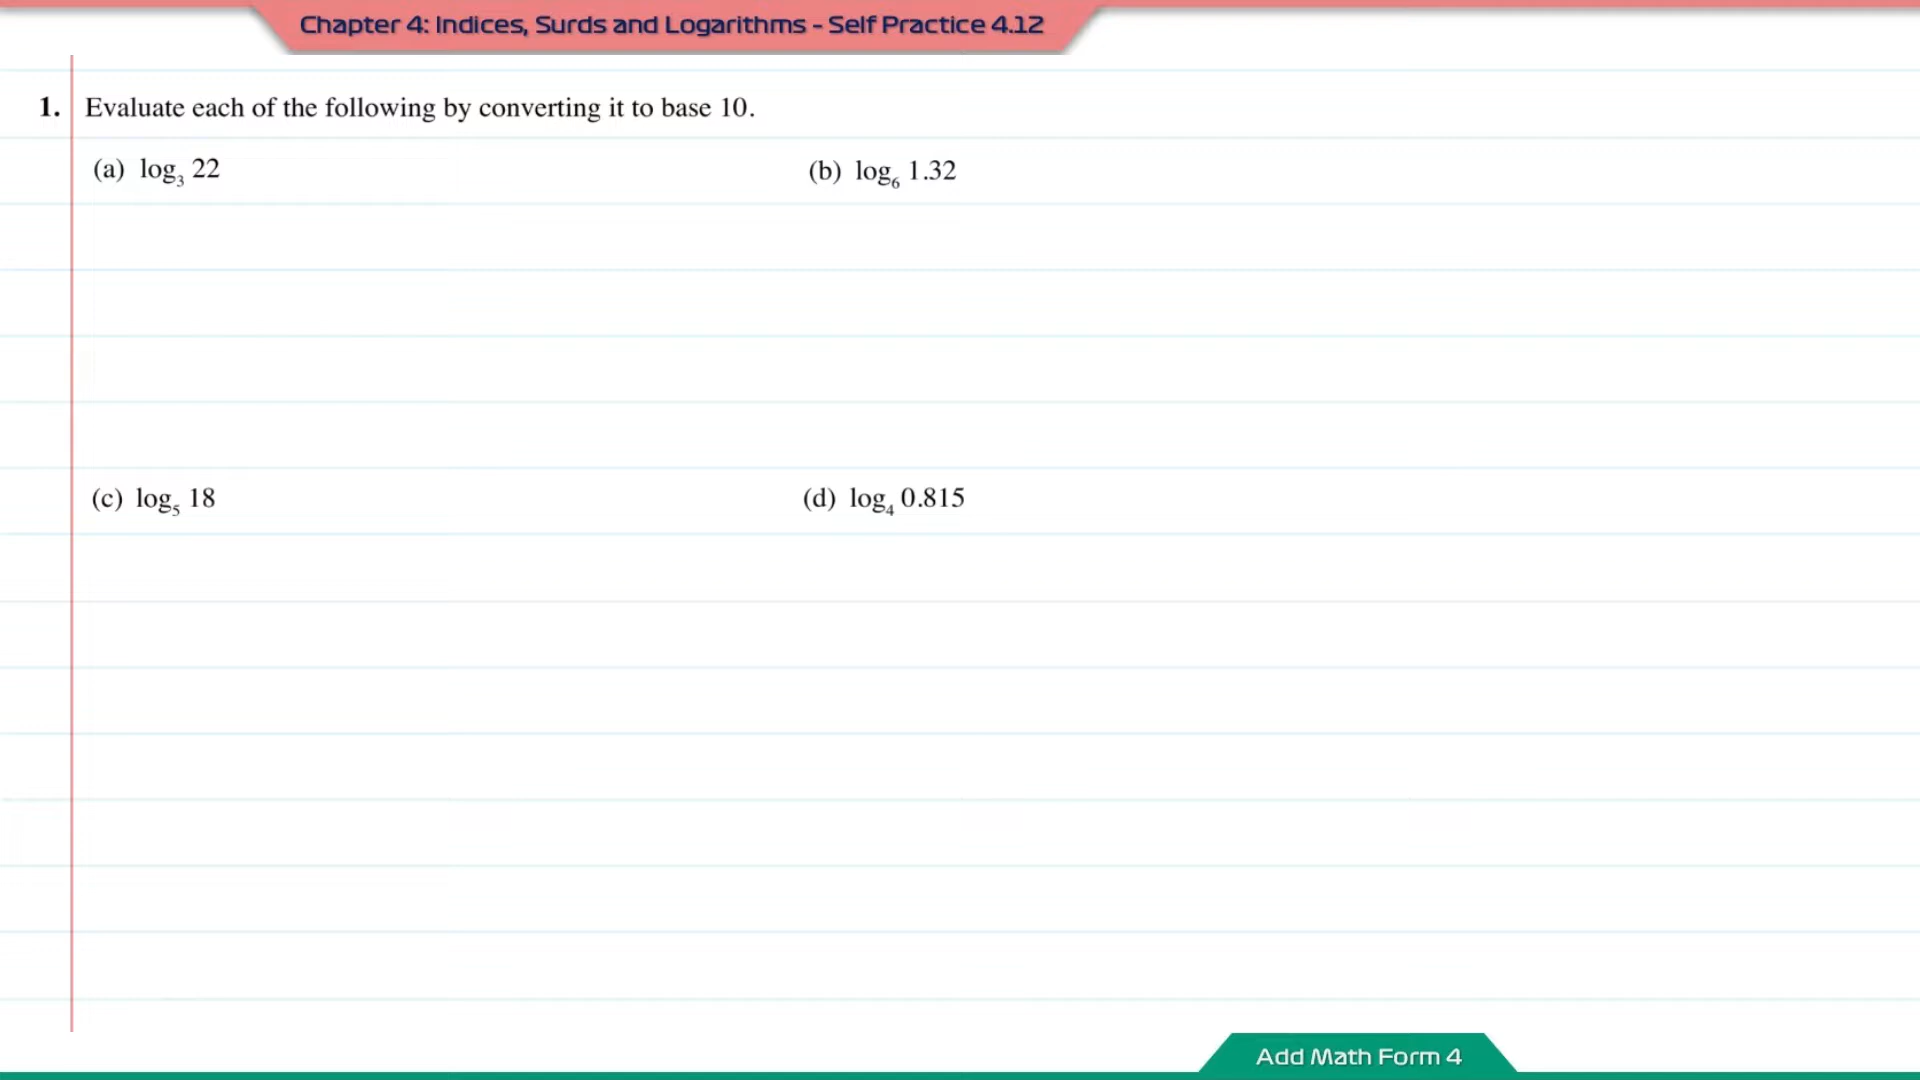 Chapter 4: Indices, Surds and Logarithms - Self Practice 4.12
1. Evaluate each of the following by converting it to base 10.
(a) log₃ 22
(b) log₆ 1.32
(c) log₅ 18
(d) log₄ 0.815
Add Math Form 4